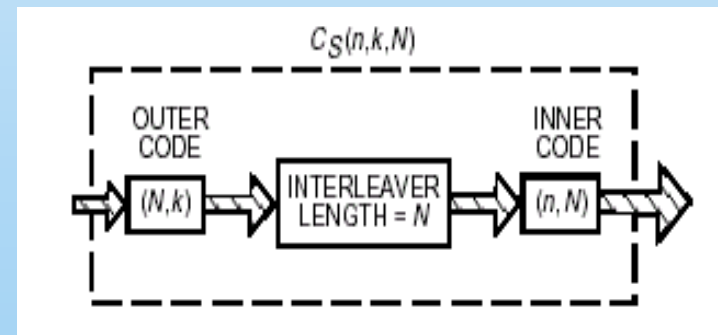 C_S(n,k,N)
OUTER
CODE
INNER
CODE
(N,k)
INTERLEAVER
LENGTH = N
(n,N)